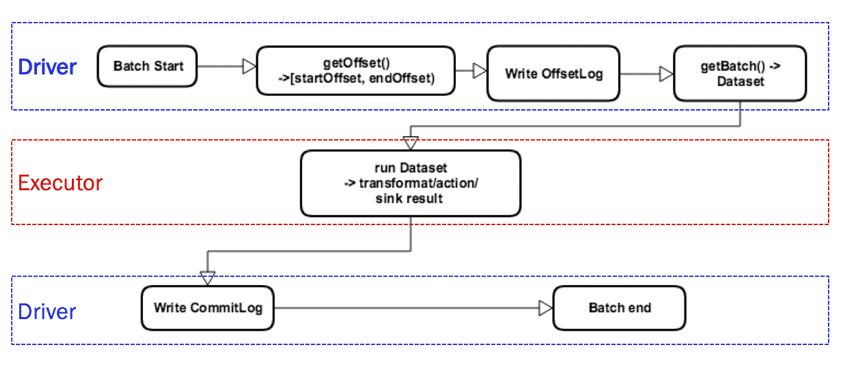 Driver
Batch Start
getOffset()
->[startOffset, endOffset)
Write OffsetLog
getBatch() ->
Dataset
Executor
run Dataset
-> transformat/action/
sink result
Driver
Write CommitLog
Batch end